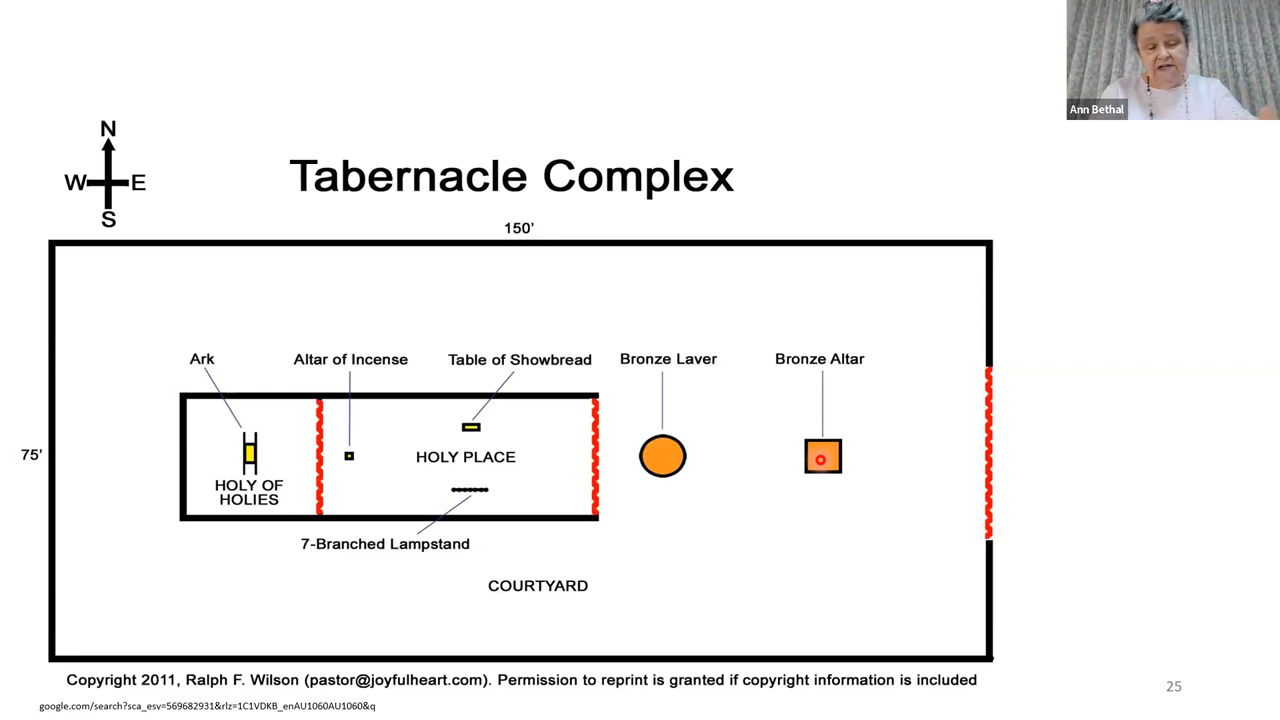 Ann Bethal
N
W E
S
Tabernacle Complex
150'
75'
Ark
Altar of Incense
Table of Showbread
Bronze Laver
Bronze Altar
HOLY PLACE
HOLY OF
HOLIES
7-Branched Lampstand
COURTYARD
Copyright 2011, Ralph F. Wilson (pastor@joyfulheart.com). Permission to reprint is granted if copyright information is included
25
google.com/search?sca_esv=569682931&rlz=1C1VDKB_enAU1060AU1060&q